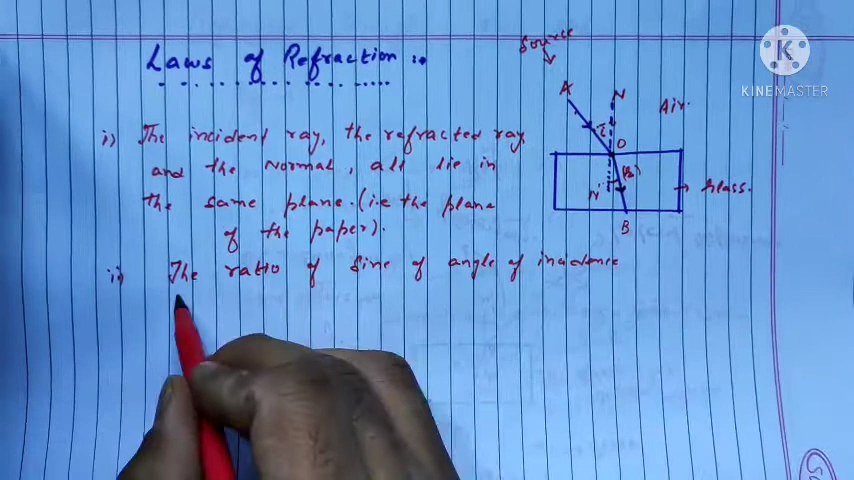 Laws of Refraction :-
Source
A
N
Air.
i
O
(r)
N'
Glass.
B
i) The incident ray, the refracted ray
and the Normal, all lie in
the same plane. (i.e the plane
of the paper).
ii) The ratio of Sine of angle of incidence
K
KINEMASTER